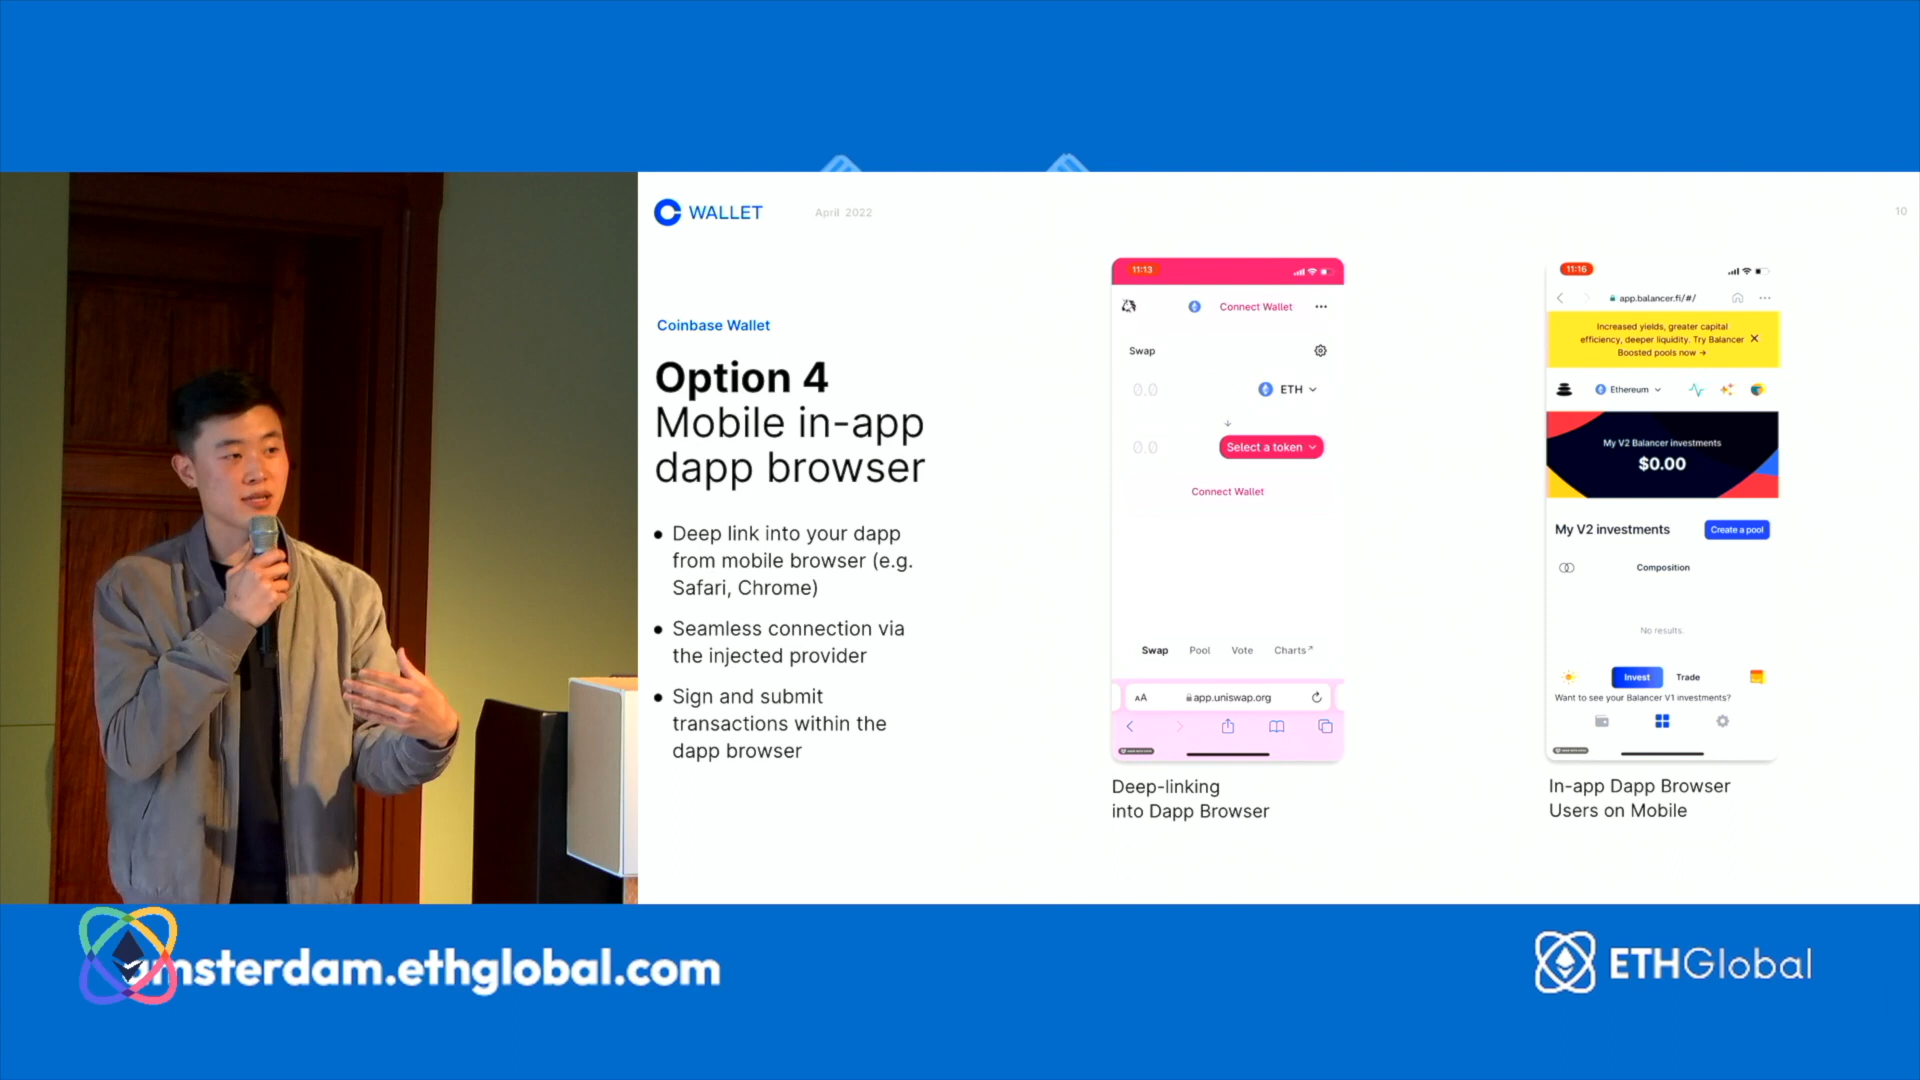 WALLET
April 2022
10
Coinbase Wallet
Option 4
Mobile in-app
dapp browser
• Deep link into your dapp
from mobile browser (e.g.
Safari, Chrome)
• Seamless connection via
the injected provider
• Sign and submit
transactions within the
dapp browser
11:13
Connect Wallet
Swap
0.0
ETH
0.0
Select a token
Connect Wallet
Swap
Pool
Vote
Charts
AA
app.uniswap.org
Deep-linking
into Dapp Browser
11:16
app.balancer.fi/#/
Increased yields, greater capital
efficiency, deeper liquidity. Try Balancer
Boosted pools now →
Ethereum
My V2 Balancer investments
$0.00
My V2 investments
Create a pool
Composition
No results.
Invest
Trade
Want to see your Balancer V1 investments?
In-app Dapp Browser
Users on Mobile
amsterdam.ethglobal.com
ETHGlobal